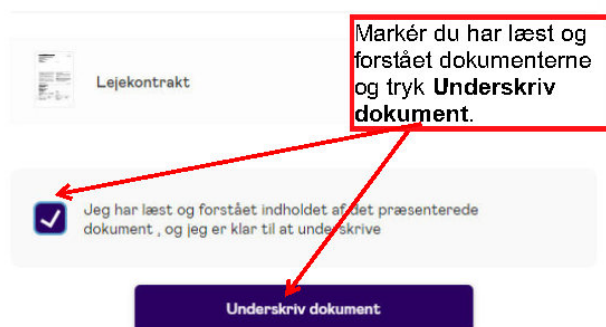 Markér du har læst og
forstået dokumenterne
og tryk Underskriv
dokument.
Lejekontrakt
Jeg har læst og forstået indholdet af det præsenterede
dokument , og jeg er klar til at underskrive
Underskriv dokument